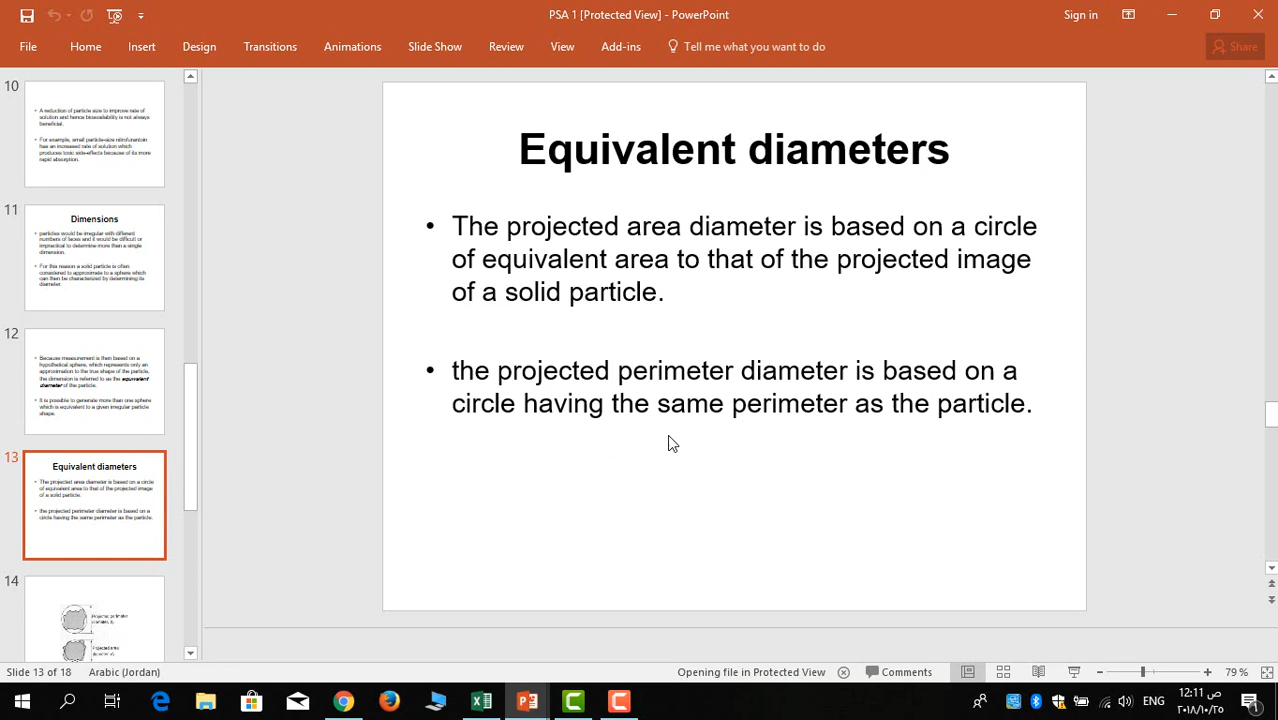 PSA 1 [Protected View] - PowerPoint
Sign in
File Home Insert Design Transitions Animations Slide Show Review View Add-ins Tell me what you want to do Share
10
A reduction of particle size to improve rate of
solution and hence bioavailability is not always
beneficial.
For example, small particle-size nitrofurantoin
has an increased rate of solution which
produces toxic side-effects because of its more
rapid absorption.
11
Dimensions
particles would be irregular with different
numbers of faces and it would be difficult or
impractical to determine more than a single
dimension.
For this reason a solid particle is often
considered to approximate to a sphere which
can then be characterized by determining its
diameter.
12
Because measurement is then based on a
hypothetical sphere, which represents only an
approximation to the true shape of the particle,
the dimension is referred to as the equivalent
diameter of the particle.
It is possible to generate more than one sphere
which is equivalent to a given irregular particle
shape.
13
Equivalent diameters
The projected area diameter is based on a circle
of equivalent area to that of the projected image
of a solid particle.
the projected perimeter diameter is based on a
circle having the same perimeter as the particle.
14
Projected perimeter
Projected area
Equivalent diameters
• The projected area diameter is based on a circle
of equivalent area to that of the projected image
of a solid particle.
• the projected perimeter diameter is based on a
circle having the same perimeter as the particle.
Slide 13 of 18 Arabic (Jordan) Opening file in Protected View Comments 79 %
ENG
12:11 ص
٢٠١٨/١٠/٢٥